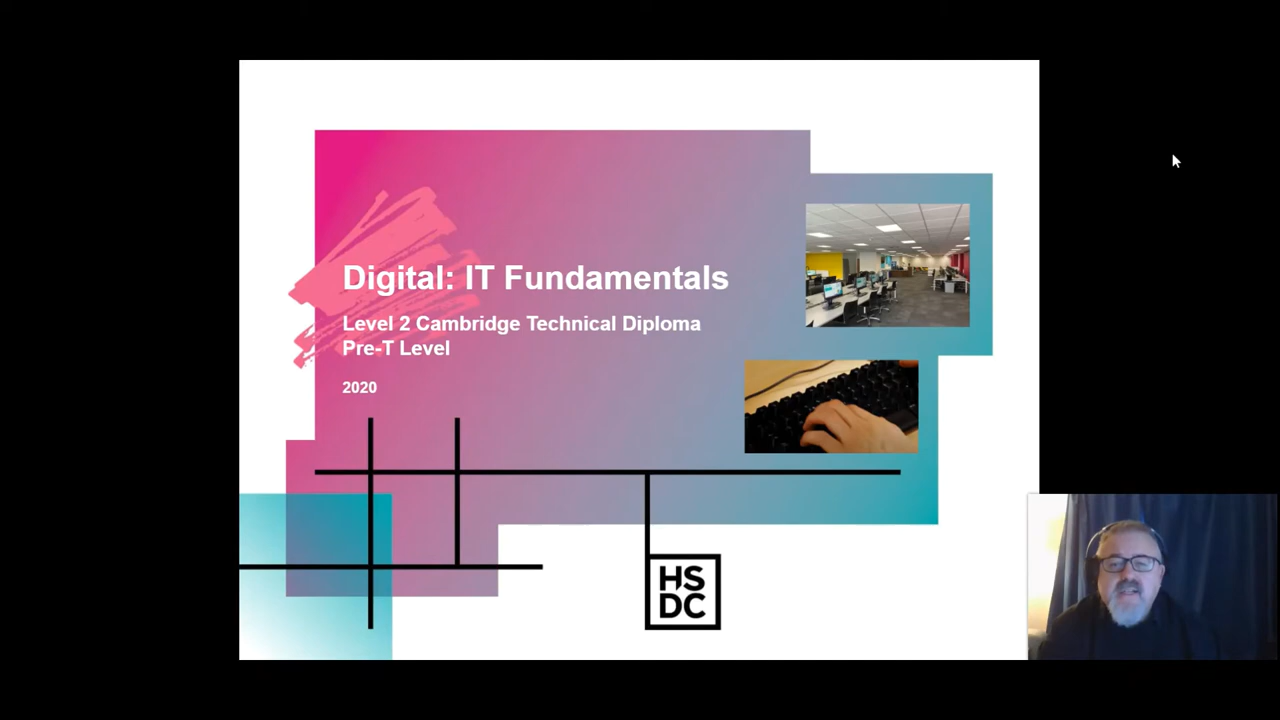 Digital: IT Fundamentals
Level 2 Cambridge Technical Diploma
Pre-T Level
2020
HS
DC